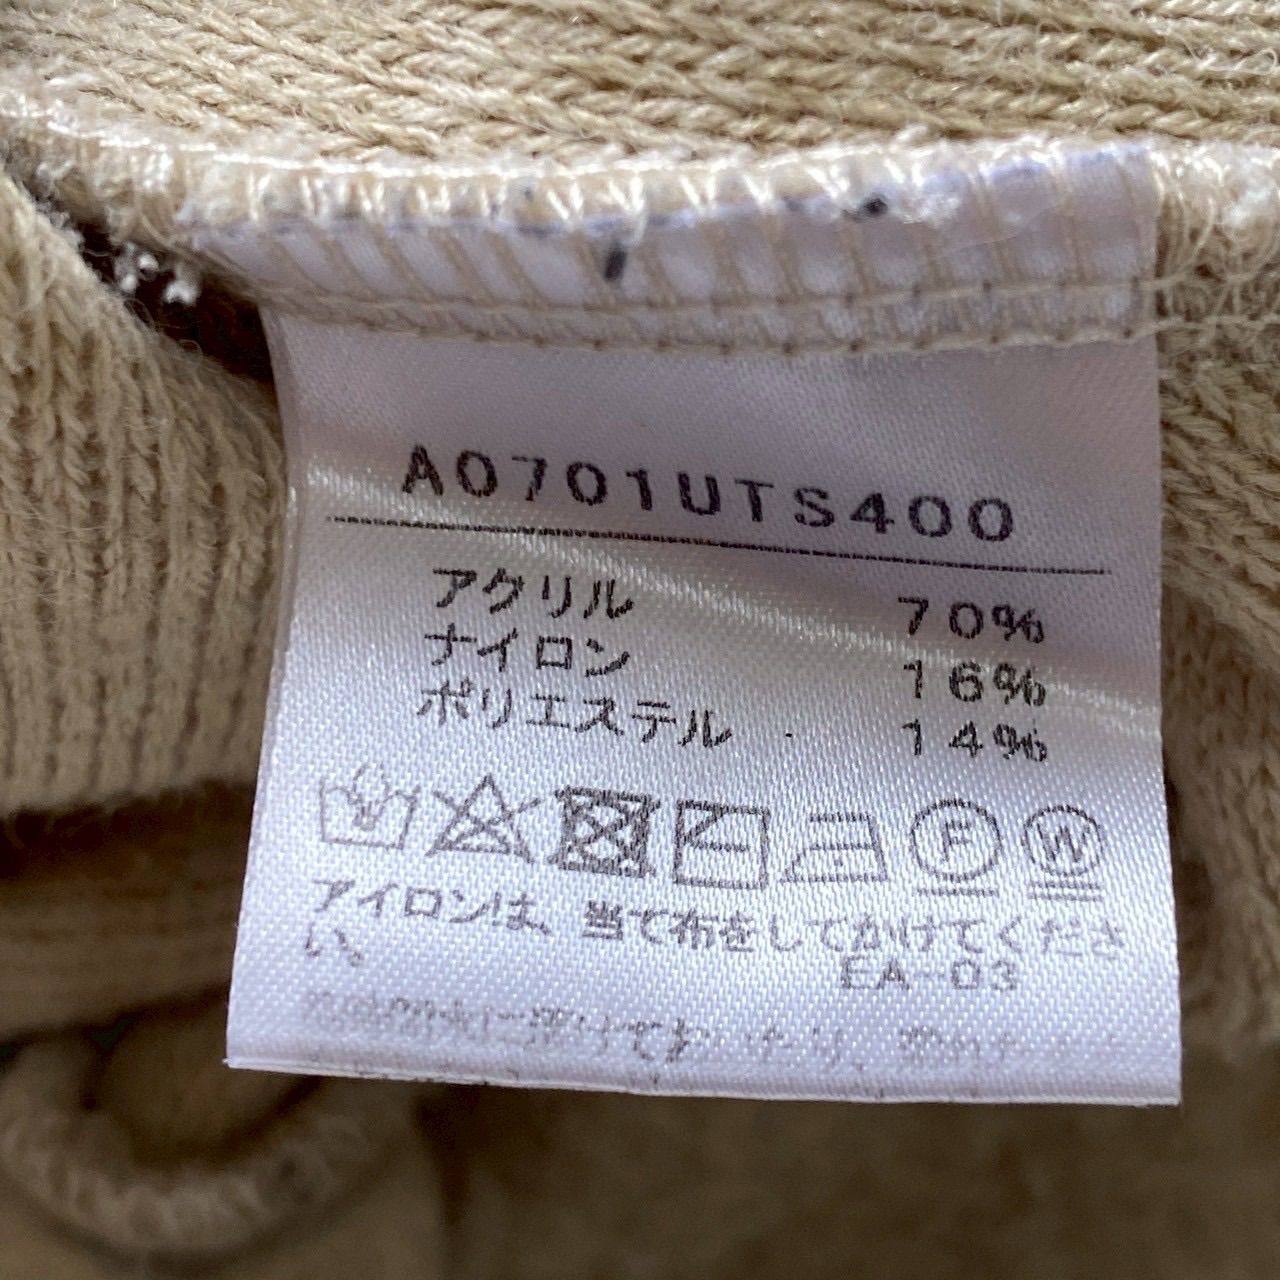 A0701UTS400
アクリル 70%
ナイロン 16%
ポリエステル 14%
F W
アイロンは、当て布をしてかけてくださ
い。
EA-03